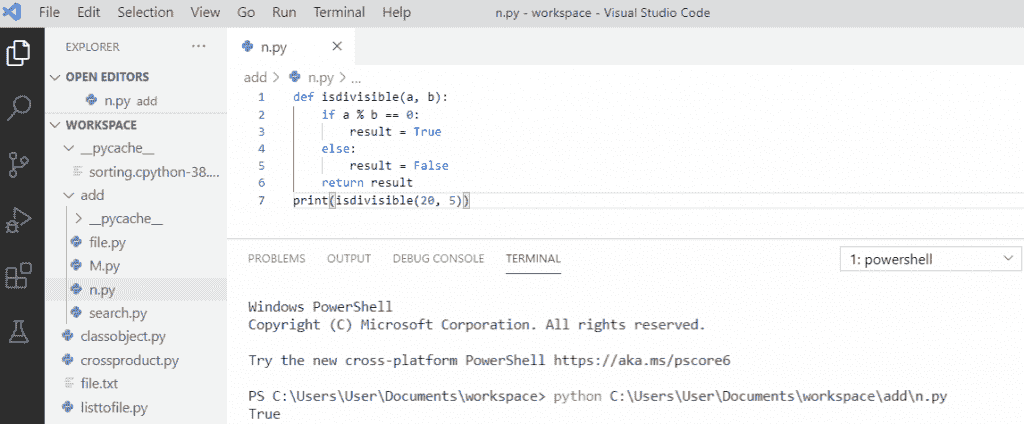 File Edit Selection View Go Run Terminal Help n.py - workspace - Visual Studio Code
EXPLORER ...
OPEN EDITORS
n.py add
WORKSPACE
__pycache__
sorting.cpython-38....
add
__pycache__
file.py
M.py
n.py
search.py
classobject.py
crossproduct.py
file.txt
listtofile.py
n.py
add > n.py > ...
1 def isdivisible(a, b):
2 if a % b == 0:
3 result = True
4 else:
5 result = False
6 return result
7 print(isdivisible(20, 5))
PROBLEMS OUTPUT DEBUG CONSOLE TERMINAL 1: powershell
Windows PowerShell
Copyright (C) Microsoft Corporation. All rights reserved.
Try the new cross-platform PowerShell https://aka.ms/pscore6
PS C:\Users\User\Documents\workspace> python C:\Users\User\Documents\workspace\add\n.py
True